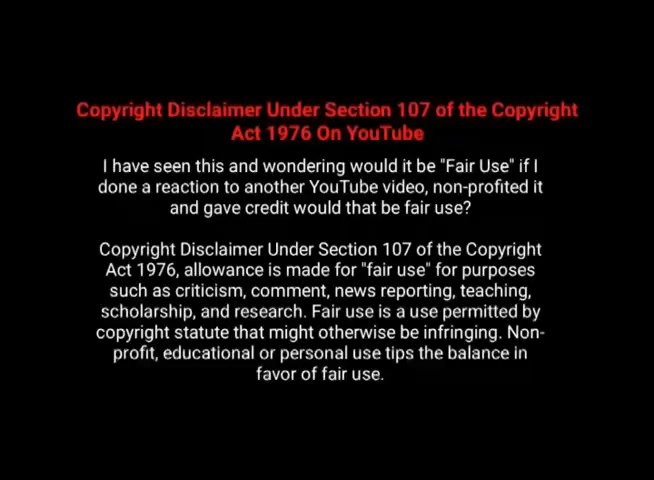 Copyright Disclaimer Under Section 107 of the Copyright
Act 1976 On YouTube
I have seen this and wondering would it be "Fair Use" if I
done a reaction to another YouTube video, non-profited it
and gave credit would that be fair use?
Copyright Disclaimer Under Section 107 of the Copyright
Act 1976, allowance is made for "fair use" for purposes
such as criticism, comment, news reporting, teaching,
scholarship, and research. Fair use is a use permitted by
copyright statute that might otherwise be infringing. Non-
profit, educational or personal use tips the balance in
favor of fair use.